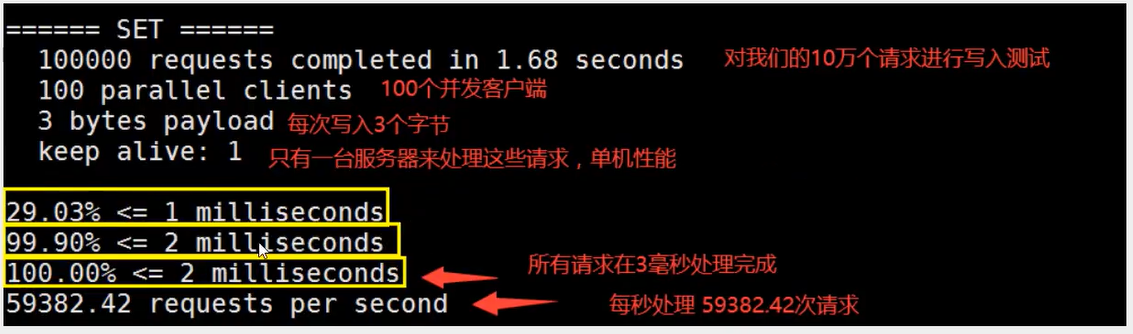 ====== SET ======
100000 requests completed in 1.68 seconds 对我们的10万个请求进行写入测试
100 parallel clients 100个并发客户端
3 bytes payload 每次写入3个字节
keep alive: 1 只有一台服务器来处理这些请求，单机性能
29.03% <= 1 milliseconds
99.90% <= 2 milliseconds
100.00% <= 2 milliseconds 所有请求在3毫秒处理完成
59382.42 requests per second 每秒处理 59382.42次请求